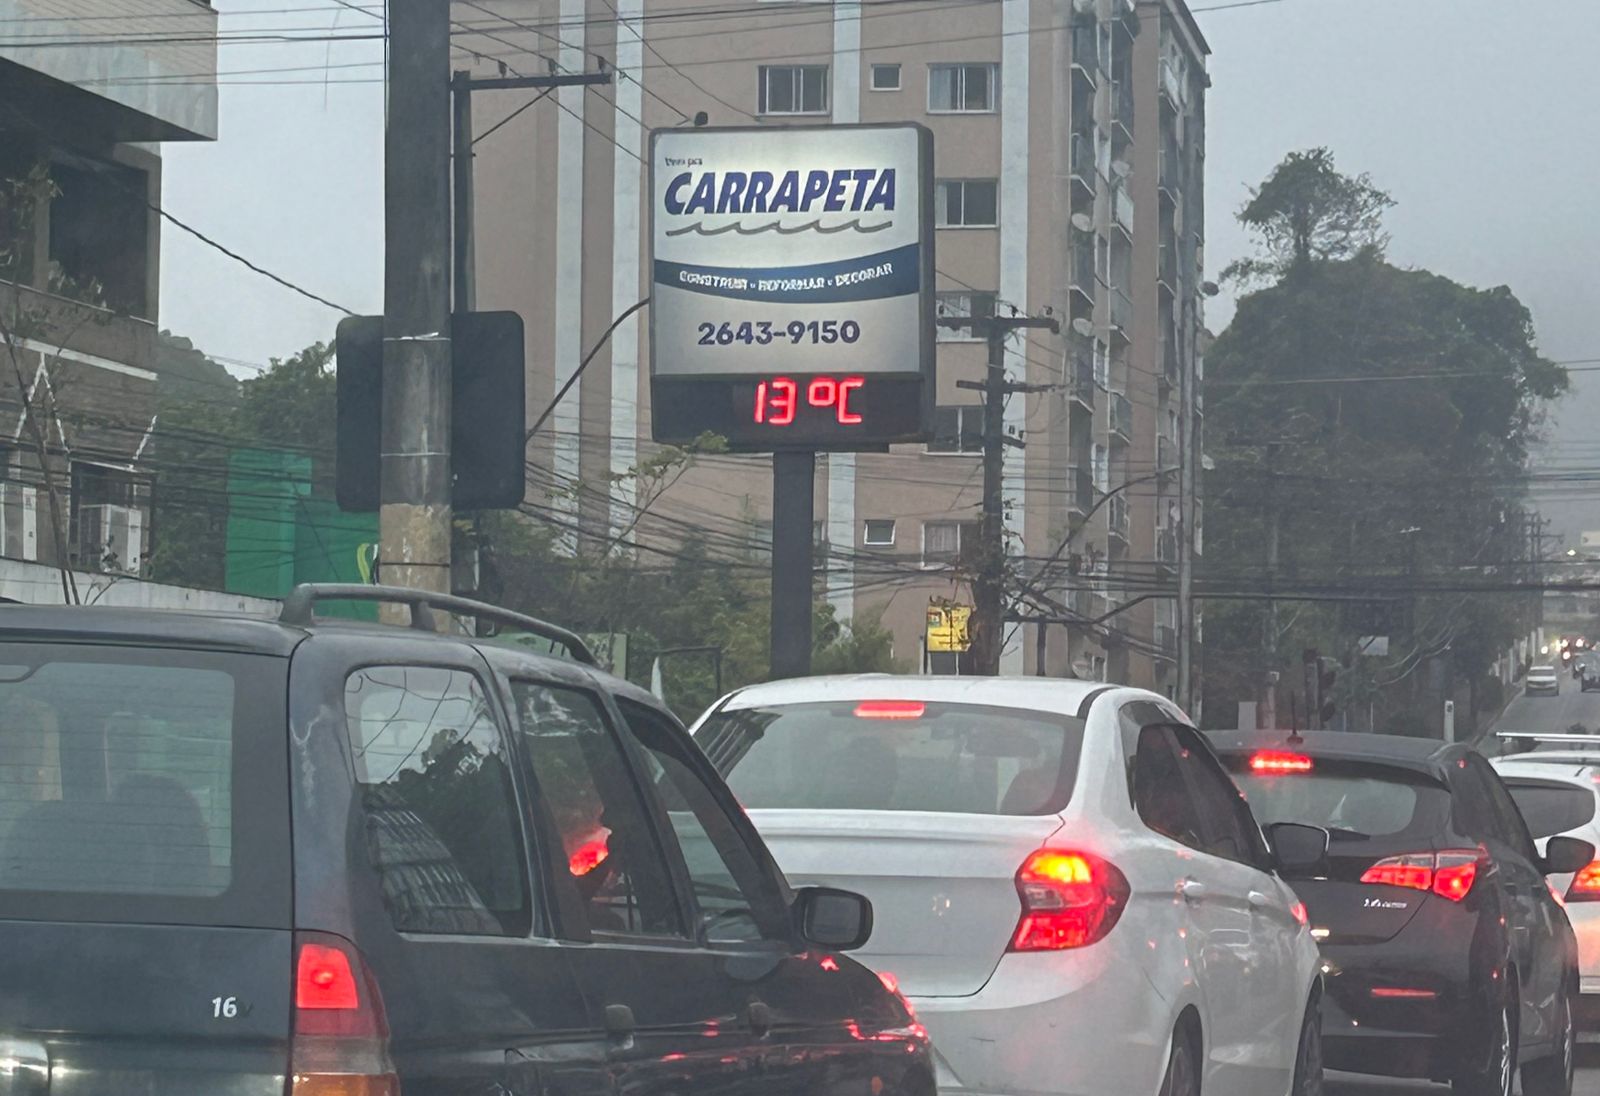 CARRAPETA
CONSTRUIR • REFORMAR • DECORAR
2643-9150
13 ºC
16V